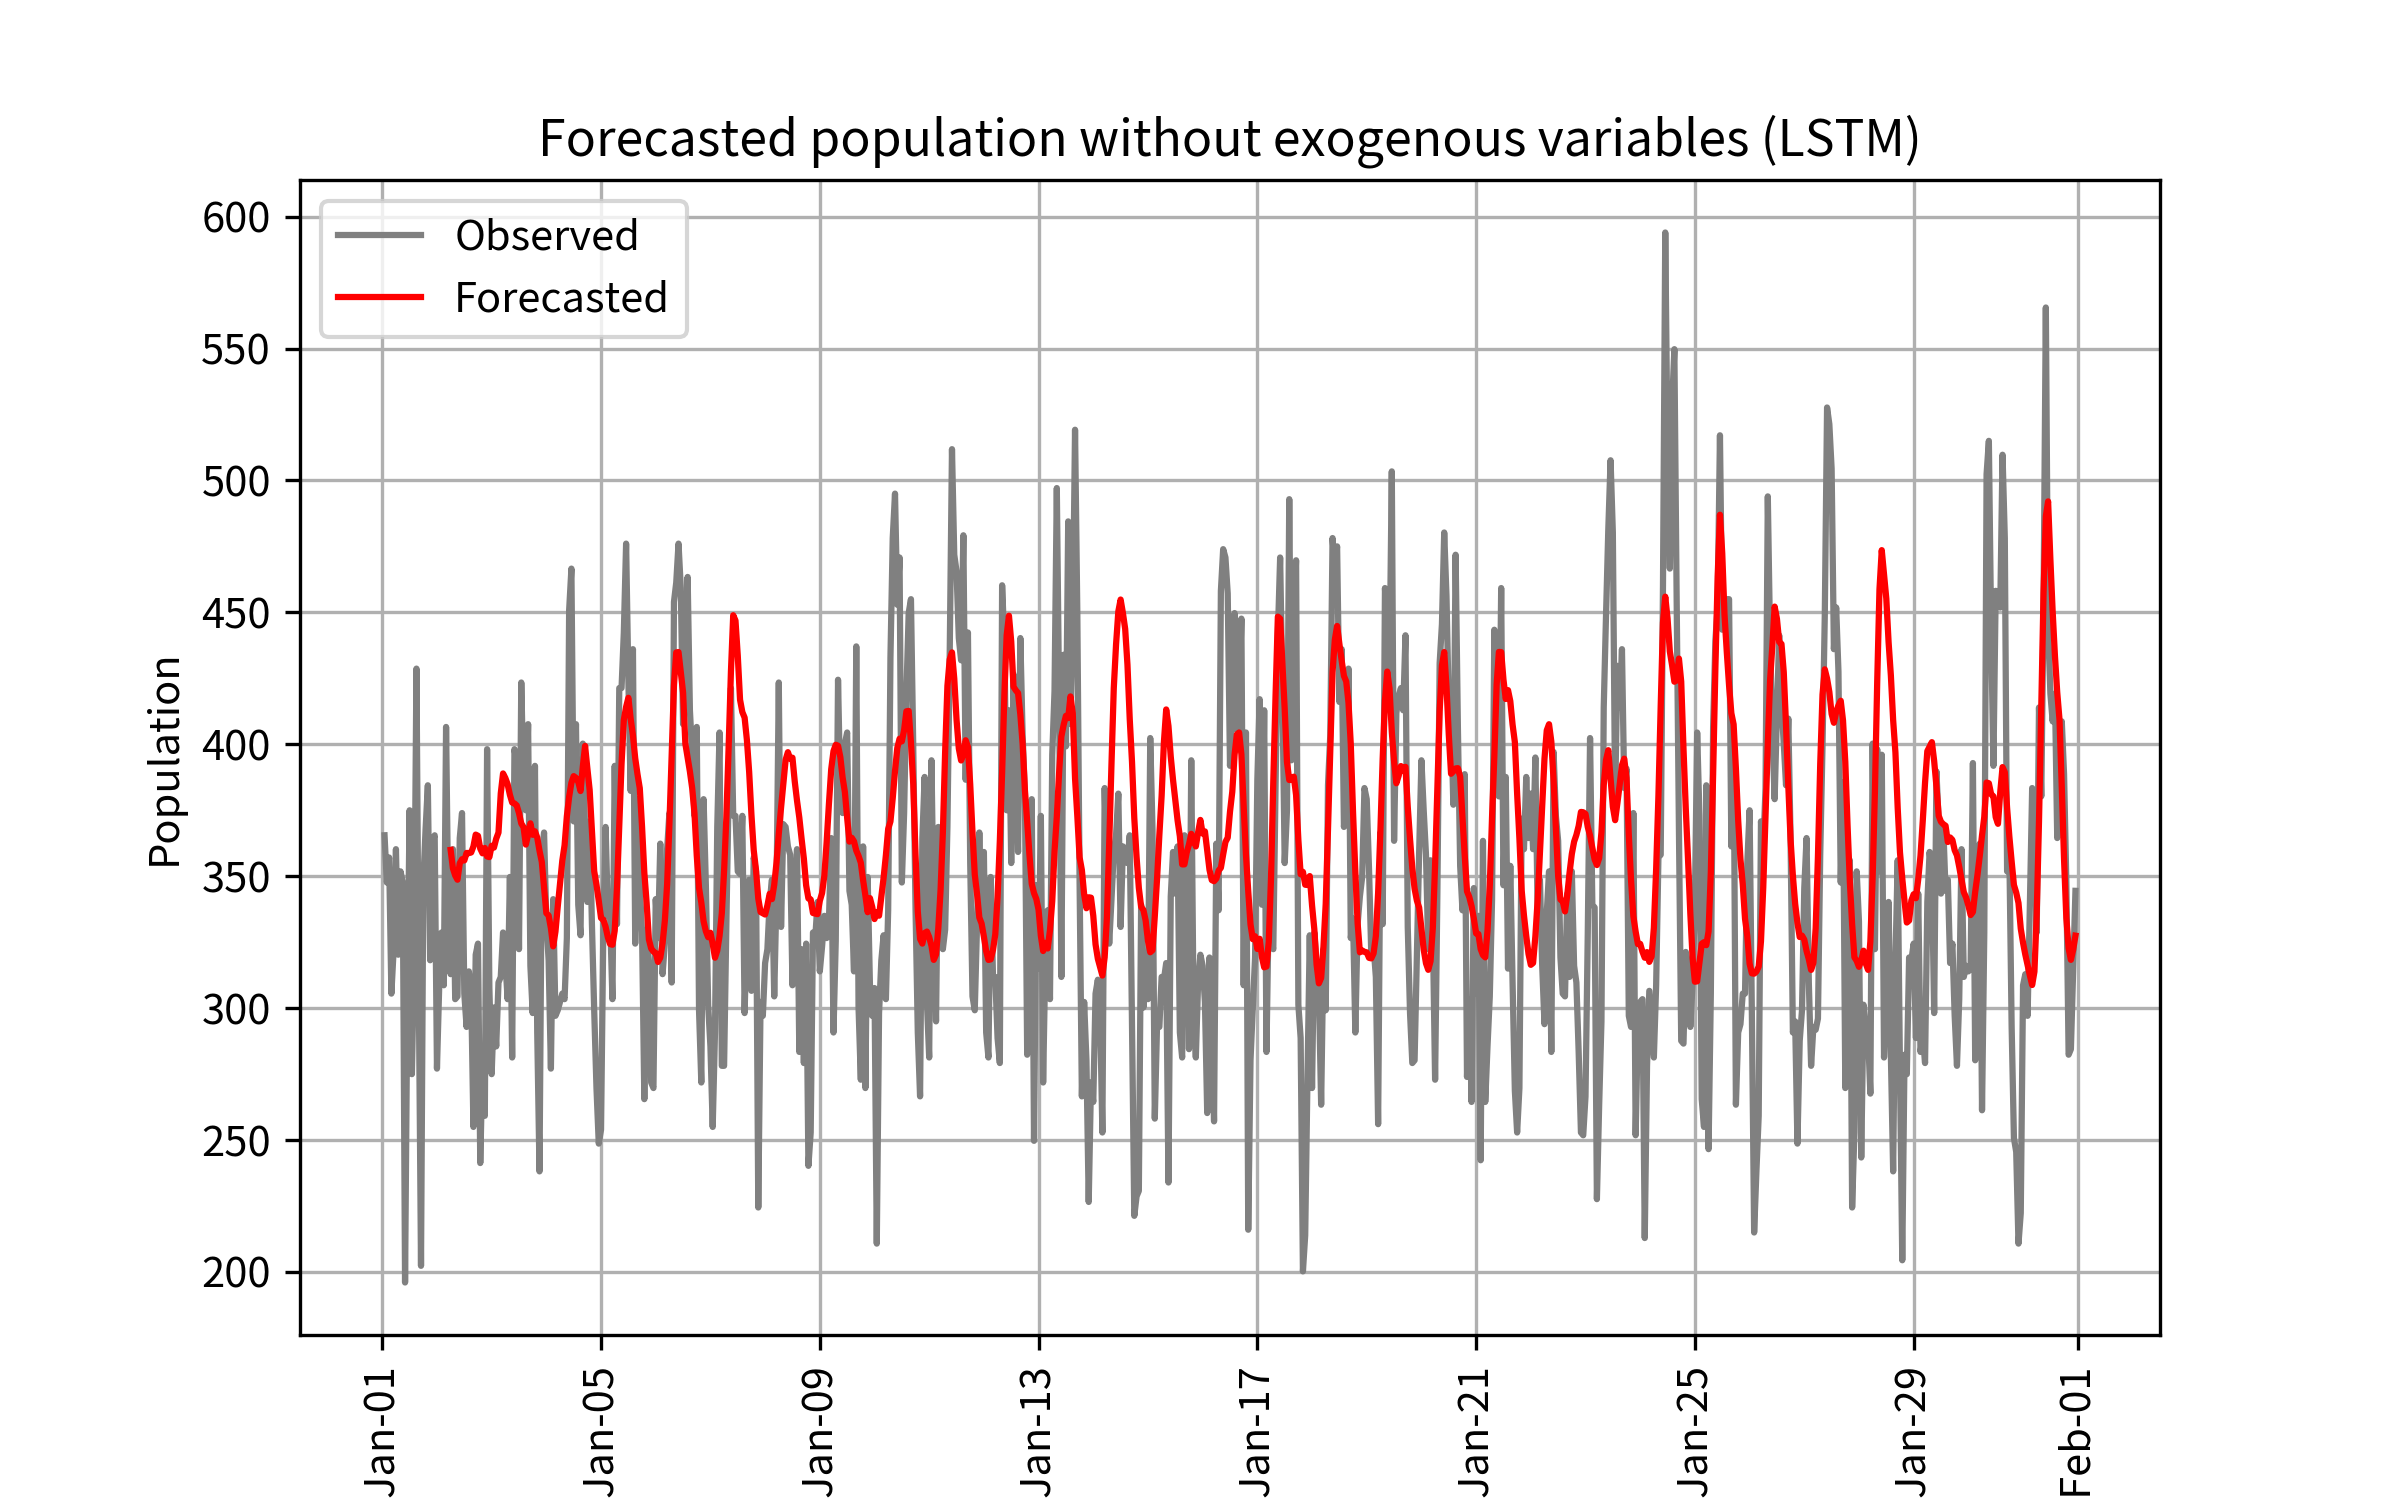 Forecasted population without exogenous variables (LSTM)
Observed
Forecasted
Population
600
550
500
450
400
350
300
250
200
Jan-01
Jan-05
Jan-09
Jan-13
Jan-17
Jan-21
Jan-25
Jan-29
Feb-01